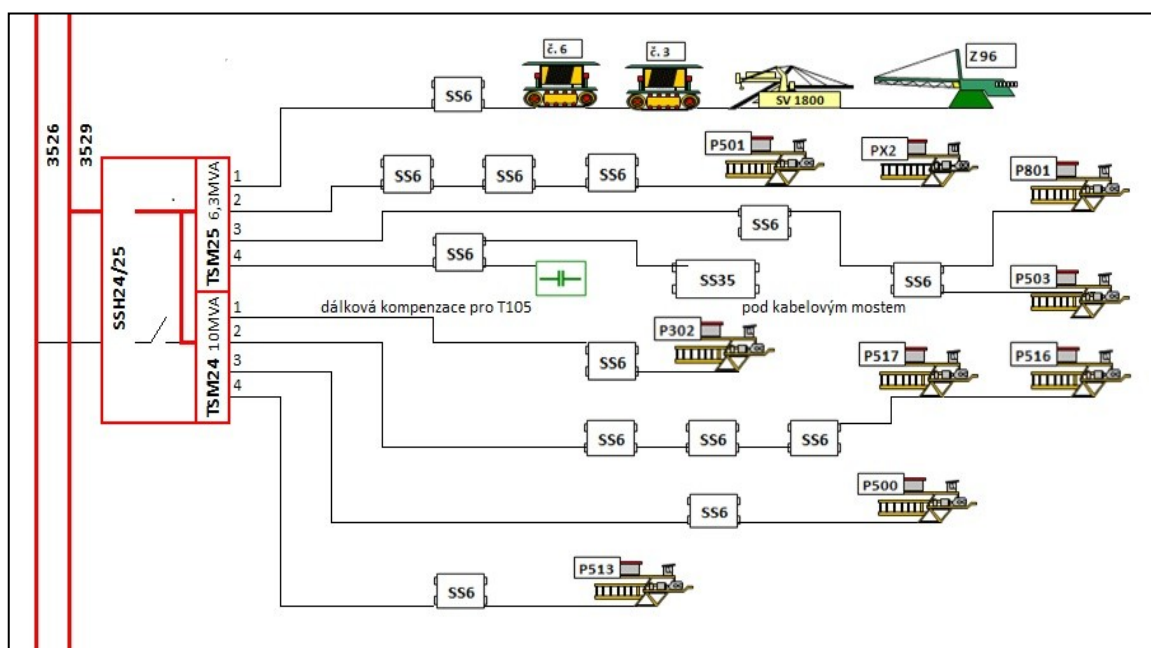 3526
3529
SSH24/25
TSM25
6,3MVA
TSM24
10MVA
1
2
3
4
1
2
3
4
SS6
č.6
č.3
SV 1800
Z 96
SS6
SS6
SS6
P501
PX2
P801
SS6
SS6
SS35
SS6
P503
dálková kompenzace pro T105
pod kabelovým mostem
P302
SS6
P517
P516
SS6
SS6
SS6
P500
SS6
P513
SS6